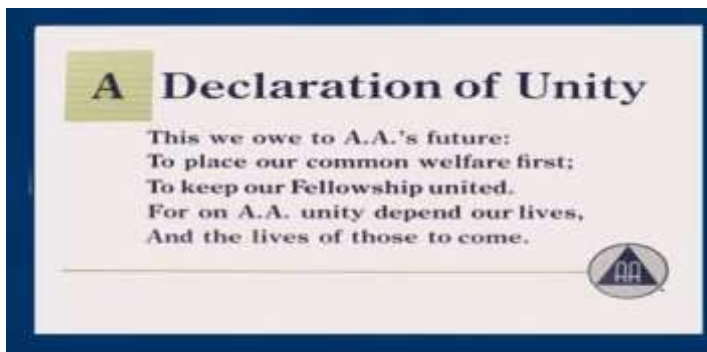 A Declaration of Unity
This we owe to A.A.'s future:
To place our common welfare first;
To keep our Fellowship united.
For on A.A. unity depend our lives,
And the lives of those to come.
AA